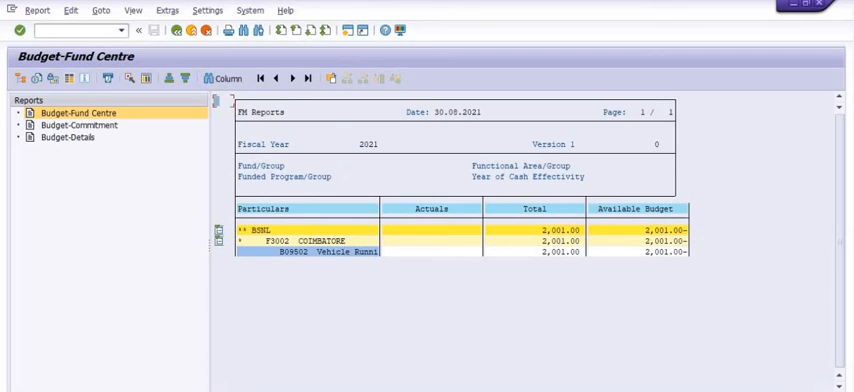 Report Edit Goto View Extras Settings System Help
Budget-Fund Centre
Column
Reports
Budget-Fund Centre
Budget-Commitment
Budget-Details
FM Reports Date: 30.08.2021 Page: 1 / 1
Fiscal Year 2021 Version 1 0
Fund/Group Functional Area/Group
Funded Program/Group Year of Cash Effectivity
Particulars Actuals Total Available Budget
** BSNL 2,001.00 2,001.00-
* F3002 COIMBATORE 2,001.00 2,001.00-
B09502 Vehicle Runni 2,001.00 2,001.00-